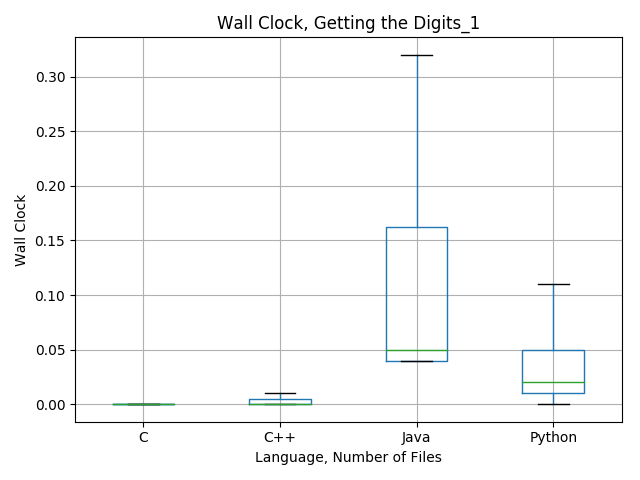 Wall Clock, Getting the Digits_1
0.30
0.25
0.20
0.15
0.10
0.05
0.00
Wall Clock
C C++ Java Python
Language, Number of Files